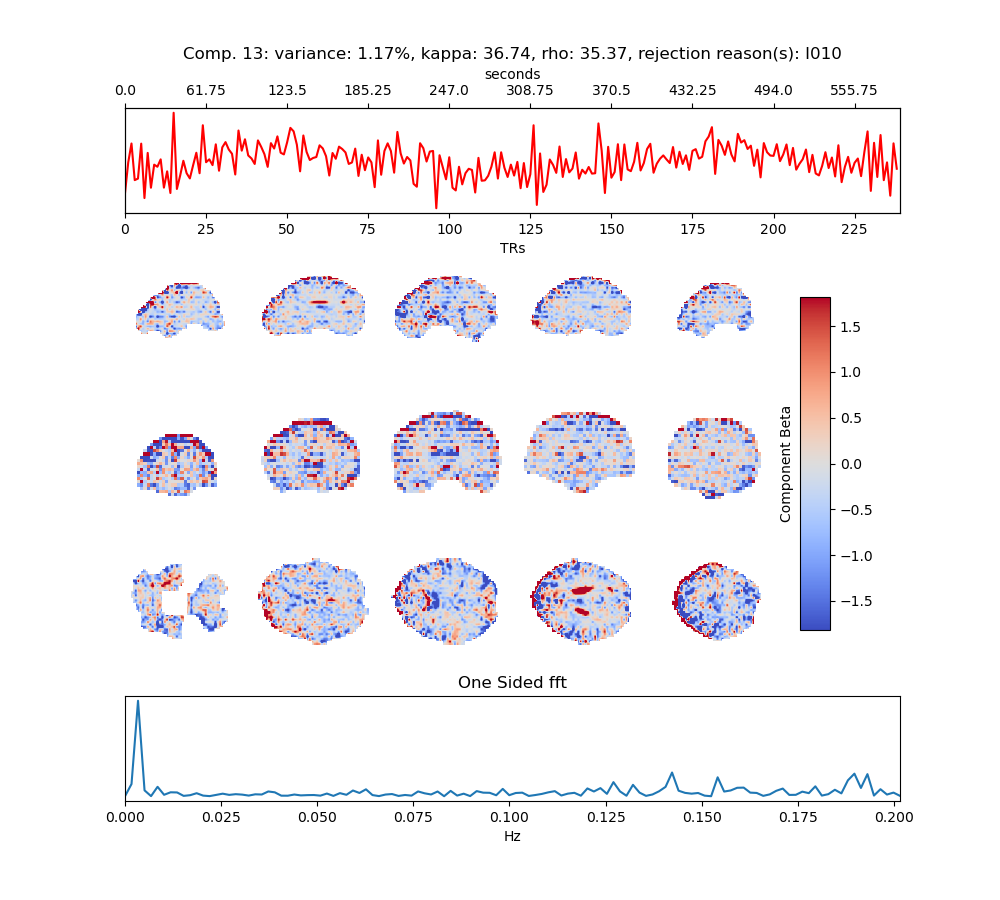 Comp. 13: variance: 1.17%, kappa: 36.74, rho: 35.37, rejection reason(s): I010
seconds
0.0 61.75 123.5 185.25 247.0 308.75 370.5 432.25 494.0 555.75
0 25 50 75 100 125 150 175 200 225
TRs
1.5
1.0
0.5
0.0
−0.5
−1.0
−1.5
Component Beta
One Sided fft
0.000 0.025 0.050 0.075 0.100 0.125 0.150 0.175 0.200
Hz